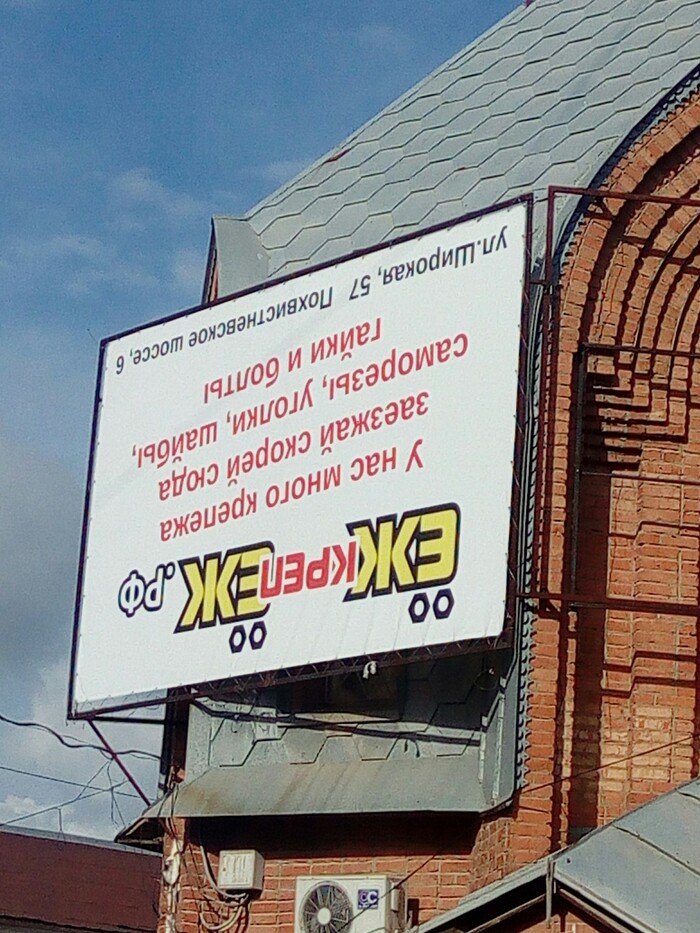 ЁЖКРЕПЁЖ.РФ
У нас много крепежа
заезжай скорей сюда
саморезы, уголки, шайбы,
гайки и болты
ул.Широкая, 57 Похвистневское шоссе, 6